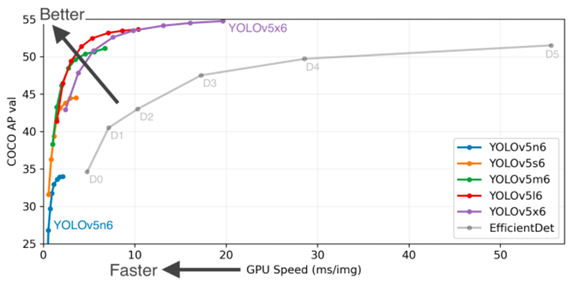 Better
55
50
45
40
35
30
25
COCO AP val
YOLOv5x6
D5
D4
D3
D2
D1
D0
YOLOv5n6
YOLOv5n6
YOLOv5s6
YOLOv5m6
YOLOv5l6
YOLOv5x6
EfficientDet
0 10 20 30 40 50
Faster GPU Speed (ms/img)